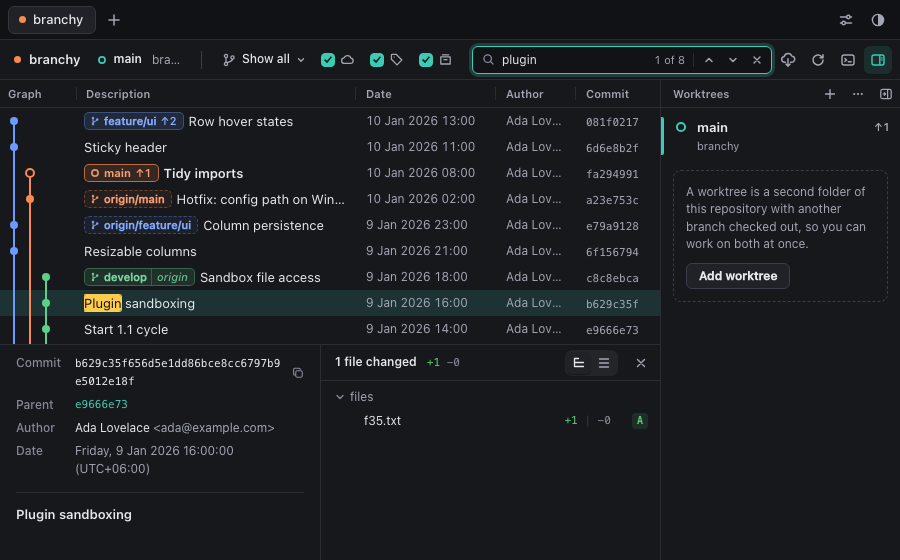 branchy
branchy main bra... Show all plugin 1 of 8
Graph Description Date Author Commit Worktrees
feature/ui ↑2 Row hover states 10 Jan 2026 13:00 Ada Lov... 081f0217
Sticky header 10 Jan 2026 11:00 Ada Lov... 6d6e8b2f
main ↑1 Tidy imports 10 Jan 2026 08:00 Ada Lov... fa294991
origin/main Hotfix: config path on Win... 10 Jan 2026 02:00 Ada Lov... a23e753c
origin/feature/ui Column persistence 9 Jan 2026 23:00 Ada Lov... e79a9128
Resizable columns 9 Jan 2026 21:00 Ada Lov... 6f156794
develop origin Sandbox file access 9 Jan 2026 18:00 Ada Lov... c8c8ebca
Plugin sandboxing 9 Jan 2026 16:00 Ada Lov... b629c35f
Start 1.1 cycle 9 Jan 2026 14:00 Ada Lov... e9666e73
main ↑1
branchy
A worktree is a second folder of
this repository with another
branch checked out, so you can
work on both at once.
Add worktree
Commit b629c35f656d5e1dd86bce8cc6797b9
e5012e18f
Parent e9666e73
Author Ada Lovelace <ada@example.com>
Date Friday, 9 Jan 2026 16:00:00
(UTC+06:00)
Plugin sandboxing
1 file changed +1 −0
files
f35.txt +1 −0 A